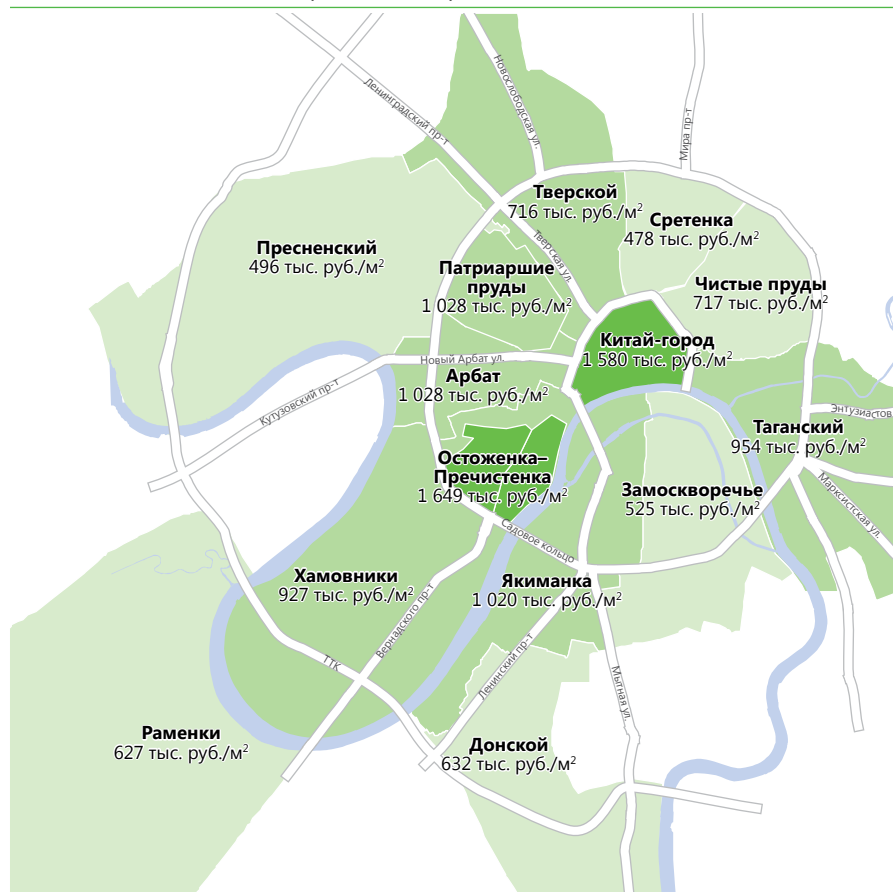 Новослободская ул.
Ленинградский пр-т
Мира пр-т
Тверской
716 тыс. руб./м²
Сретенка
478 тыс. руб./м²
Пресненский
496 тыс. руб./м²
Тверская ул.
Патриаршие
пруды
1 028 тыс. руб./м²
Чистые пруды
717 тыс. руб./м²
Китай-город
1 580 тыс. руб./м²
Новый Арбат ул.
Арбат
1 028 тыс. руб./м²
Кутузовский пр-т
Энтузиастов
Таганский
954 тыс. руб./м²
Остоженка–
Пречистенка
1 649 тыс. руб./м²
Замоскворечье
525 тыс. руб./м²
Марксистская ул.
Садовое кольцо
Хамовники
927 тыс. руб./м²
Якиманка
1 020 тыс. руб./м²
Вернадского пр-т
ТТК
Ленинский пр-т
Мытная ул.
Раменки
627 тыс. руб./м²
Донской
632 тыс. руб./м²